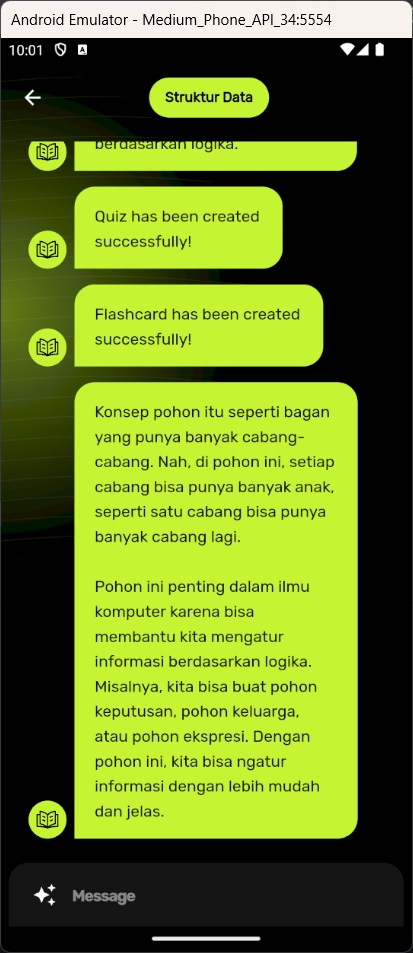 Android Emulator - Medium_Phone_API_34:5554
10:01
A
Struktur Data
berdasarkan logika.
Quiz has been created
successfully!
Flashcard has been created
successfully!
Konsep pohon itu seperti bagan
yang punya banyak cabang-
cabang. Nah, di pohon ini, setiap
cabang bisa punya banyak anak,
seperti satu cabang bisa punya
banyak cabang lagi.
Pohon ini penting dalam ilmu
komputer karena bisa
membantu kita mengatur
informasi berdasarkan logika.
Misalnya, kita bisa buat pohon
keputusan, pohon keluarga,
atau pohon ekspresi. Dengan
pohon ini, kita bisa ngatur
informasi dengan lebih mudah
dan jelas.
Message